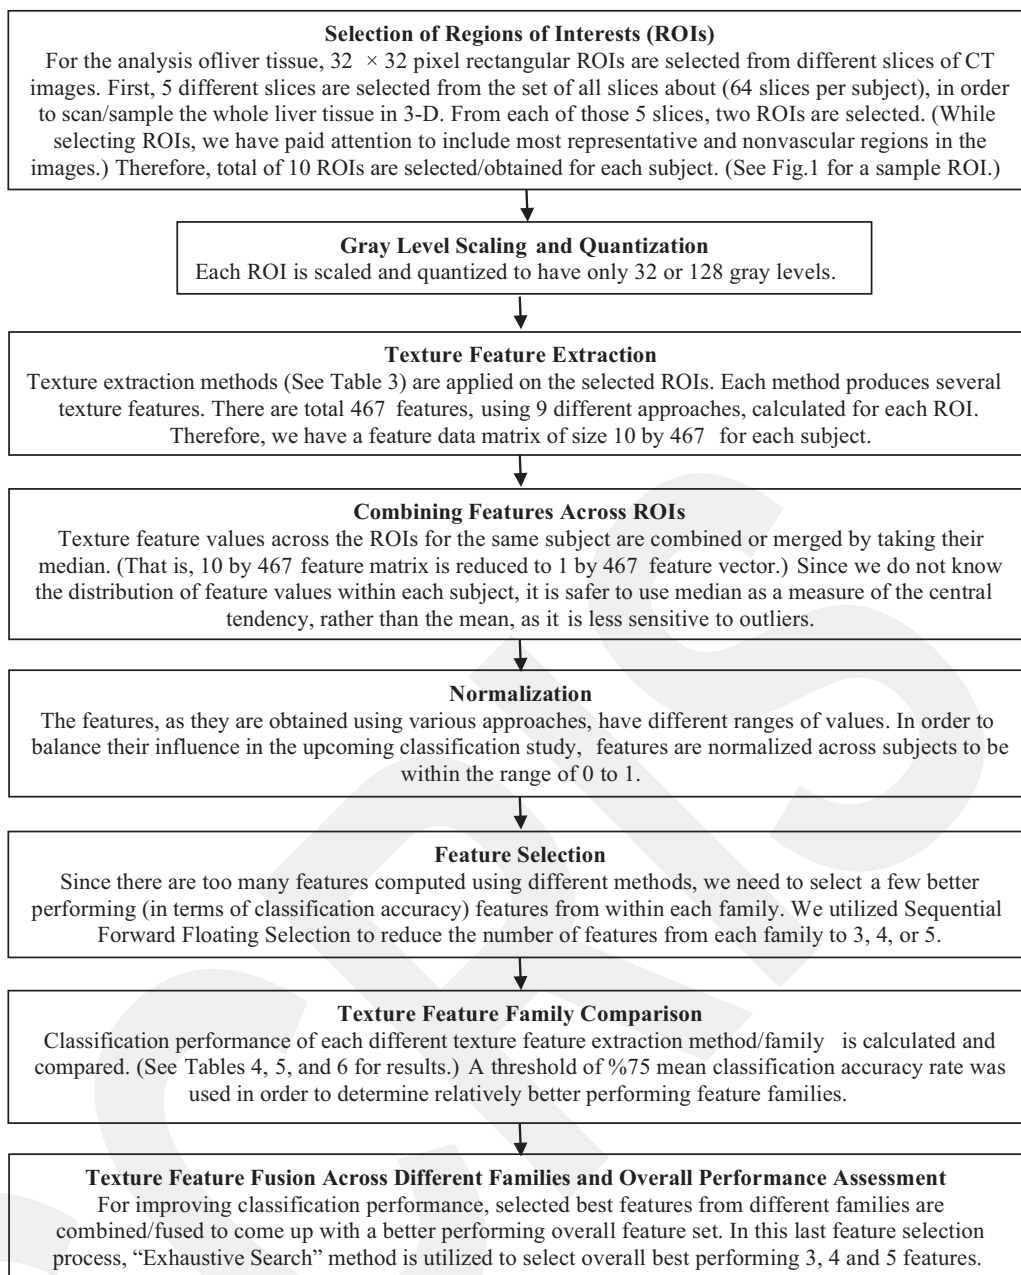 Selection of Regions of Interests (ROIs)
For the analysis ofliver tissue, 32 × 32 pixel rectangular ROIs are selected from different slices of CT
images. First, 5 different slices are selected from the set of all slices about (64 slices per subject), in order
to scan/sample the whole liver tissue in 3-D. From each of those 5 slices, two ROIs are selected. (While
selecting ROIs, we have paid attention to include most representative and nonvascular regions in the
images.) Therefore, total of 10 ROIs are selected/obtained for each subject. (See Fig.1 for a sample ROI.)
Gray Level Scaling and Quantization
Each ROI is scaled and quantized to have only 32 or 128 gray levels.
Texture Feature Extraction
Texture extraction methods (See Table 3) are applied on the selected ROIs. Each method produces several
texture features. There are total 467 features, using 9 different approaches, calculated for each ROI.
Therefore, we have a feature data matrix of size 10 by 467 for each subject.
Combining Features Across ROIs
Texture feature values across the ROIs for the same subject are combined or merged by taking their
median. (That is, 10 by 467 feature matrix is reduced to 1 by 467 feature vector.) Since we do not know
the distribution of feature values within each subject, it is safer to use median as a measure of the central
tendency, rather than the mean, as it is less sensitive to outliers.
Normalization
The features, as they are obtained using various approaches, have different ranges of values. In order to
balance their influence in the upcoming classification study, features are normalized across subjects to be
within the range of 0 to 1.
Feature Selection
Since there are too many features computed using different methods, we need to select a few better
performing (in terms of classification accuracy) features from within each family. We utilized Sequential
Forward Floating Selection to reduce the number of features from each family to 3, 4, or 5.
Texture Feature Family Comparison
Classification performance of each different texture feature extraction method/family is calculated and
compared. (See Tables 4, 5, and 6 for results.) A threshold of %75 mean classification accuracy rate was
used in order to determine relatively better performing feature families.
Texture Feature Fusion Across Different Families and Overall Performance Assessment
For improving classification performance, selected best features from different families are
combined/fused to come up with a better performing overall feature set. In this last feature selection
process, “Exhaustive Search” method is utilized to select overall best performing 3, 4 and 5 features.